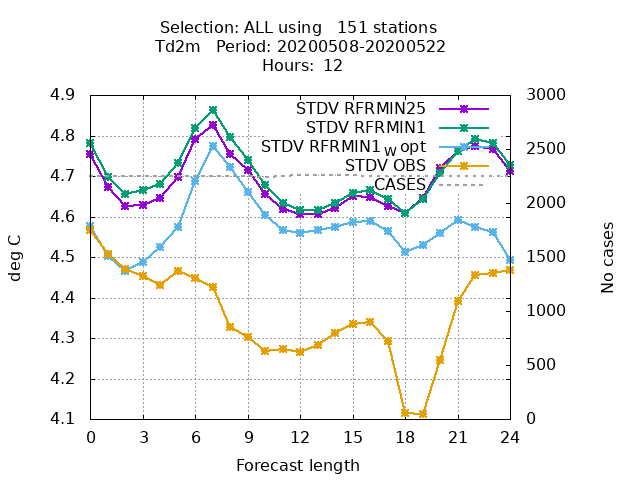 Selection: ALL using 151 stations
Td2m Period: 20200508-20200522
Hours: 12
STDV RFRMIN25
STDV RFRMIN1
STDV RFRMIN1_w opt
STDV OBS
CASES
4.9
4.8
4.7
4.6
4.5
4.4
4.3
4.2
4.1
deg C
3000
2500
2000
1500
1000
500
0
No cases
0 3 6 9 12 15 18 21 24
Forecast length